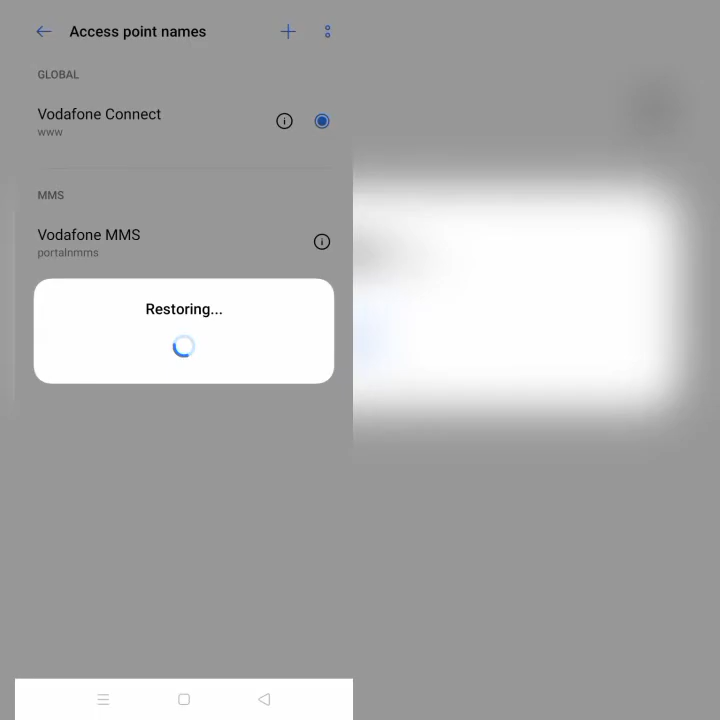 Access point names
GLOBAL
Vodafone Connect
www
MMS
Vodafone MMS
portalnmms
Restoring...